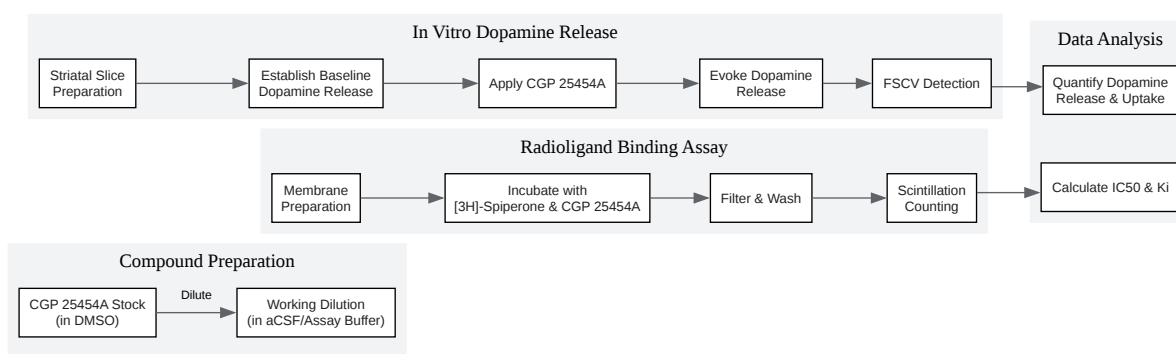 In Vitro Dopamine Release
Striatal Slice
Preparation
Establish Baseline
Dopamine Release
Apply CGP 25454A
Evoke Dopamine
Release
FSCV Detection
Data Analysis
Quantify Dopamine
Release & Uptake
Calculate IC50 & Ki
Radioligand Binding Assay
Membrane
Preparation
Incubate with
[3H]-Spiperone & CGP 25454A
Filter & Wash
Scintillation
Counting
Compound Preparation
CGP 25454A Stock
(in DMSO)
Dilute
Working Dilution
(in aCSF/Assay Buffer)